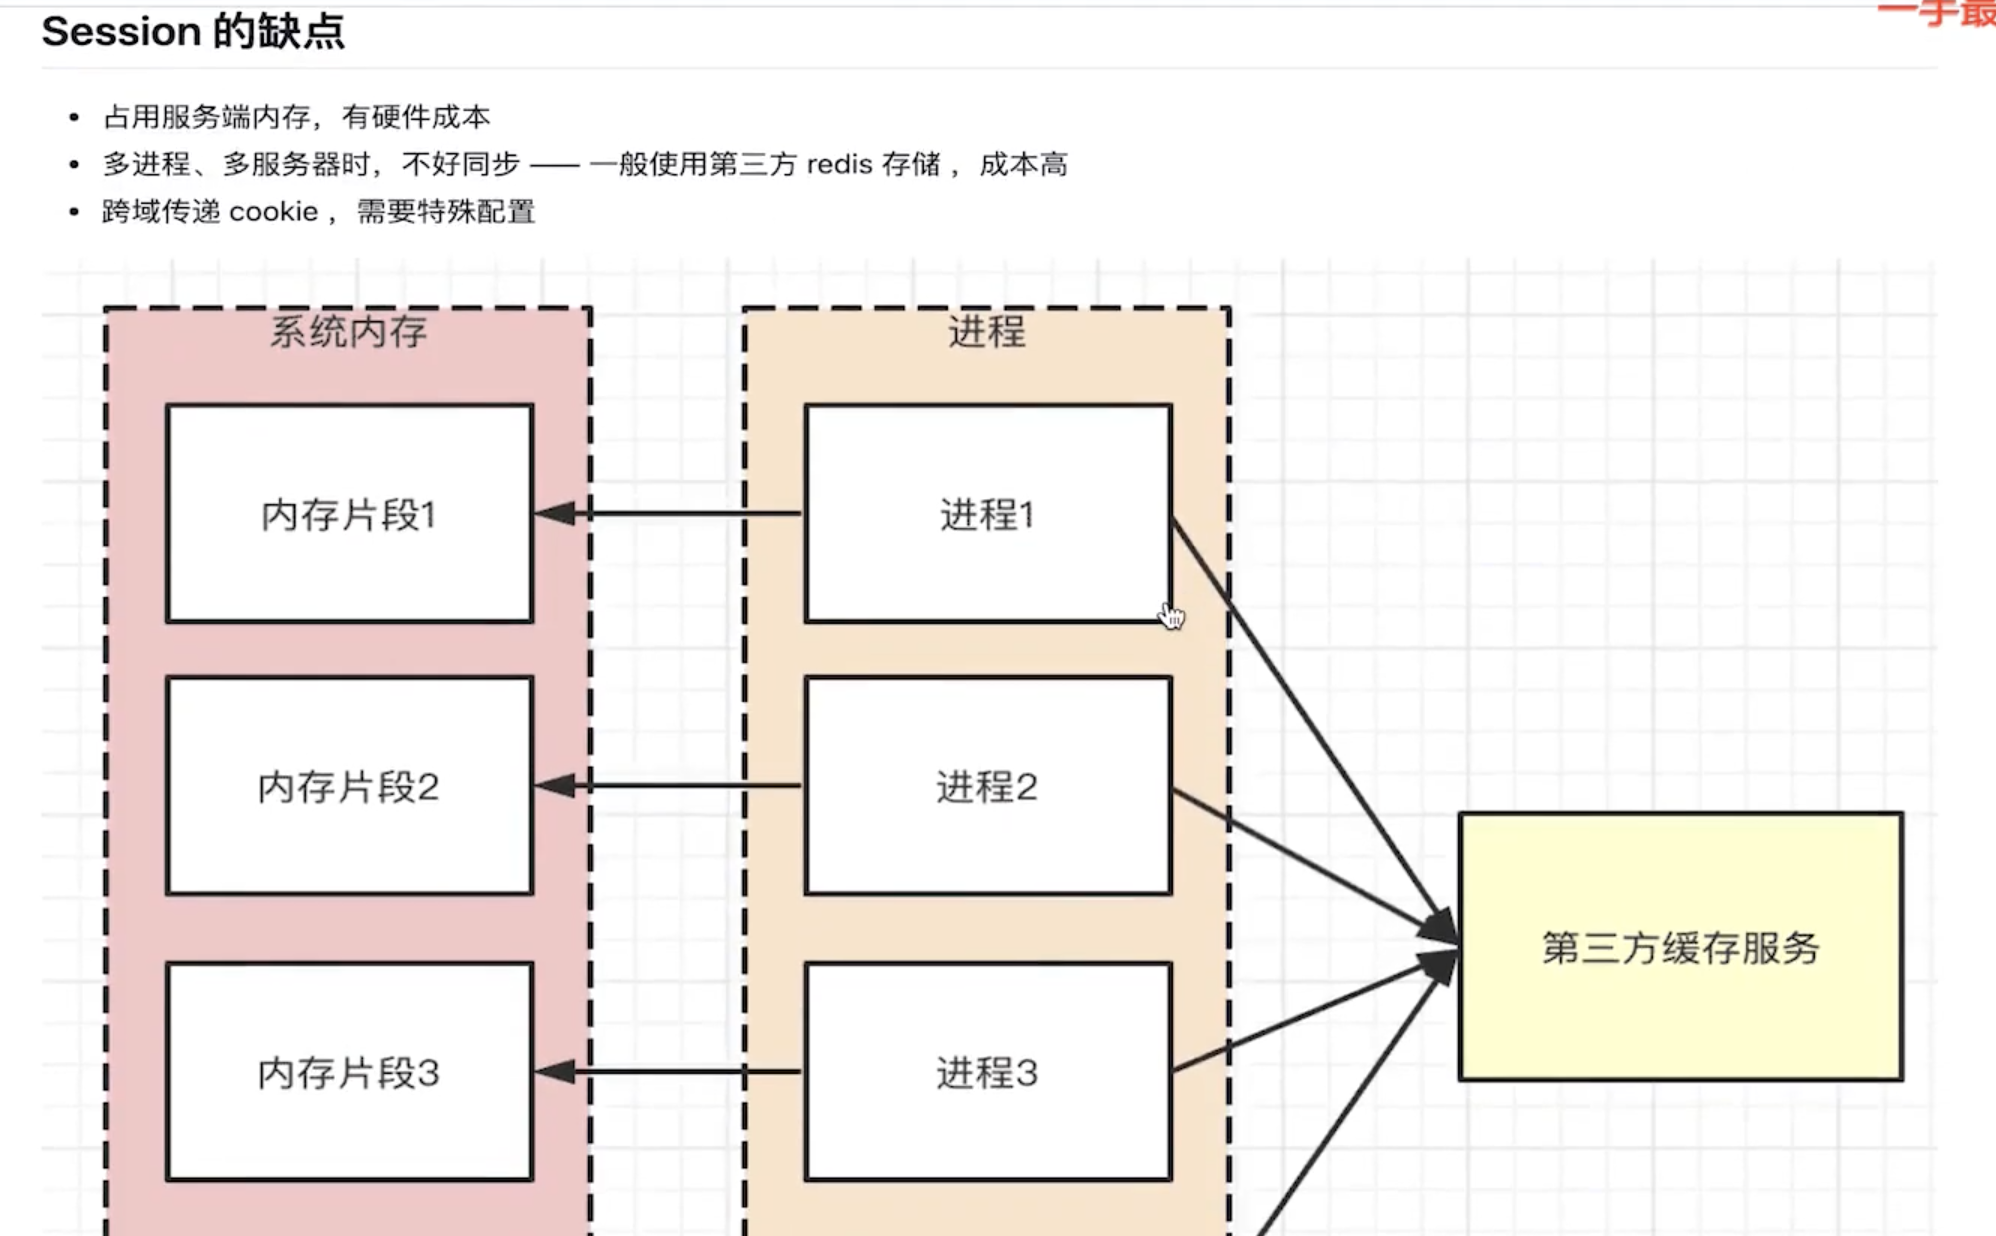 一手最
Session 的缺点
占用服务端内存，有硬件成本
多进程、多服务器时，不好同步 —— 一般使用第三方 redis 存储 ，成本高
跨域传递 cookie ，需要特殊配置
系统内存
进程
内存片段1
进程1
内存片段2
进程2
第三方缓存服务
内存片段3
进程3